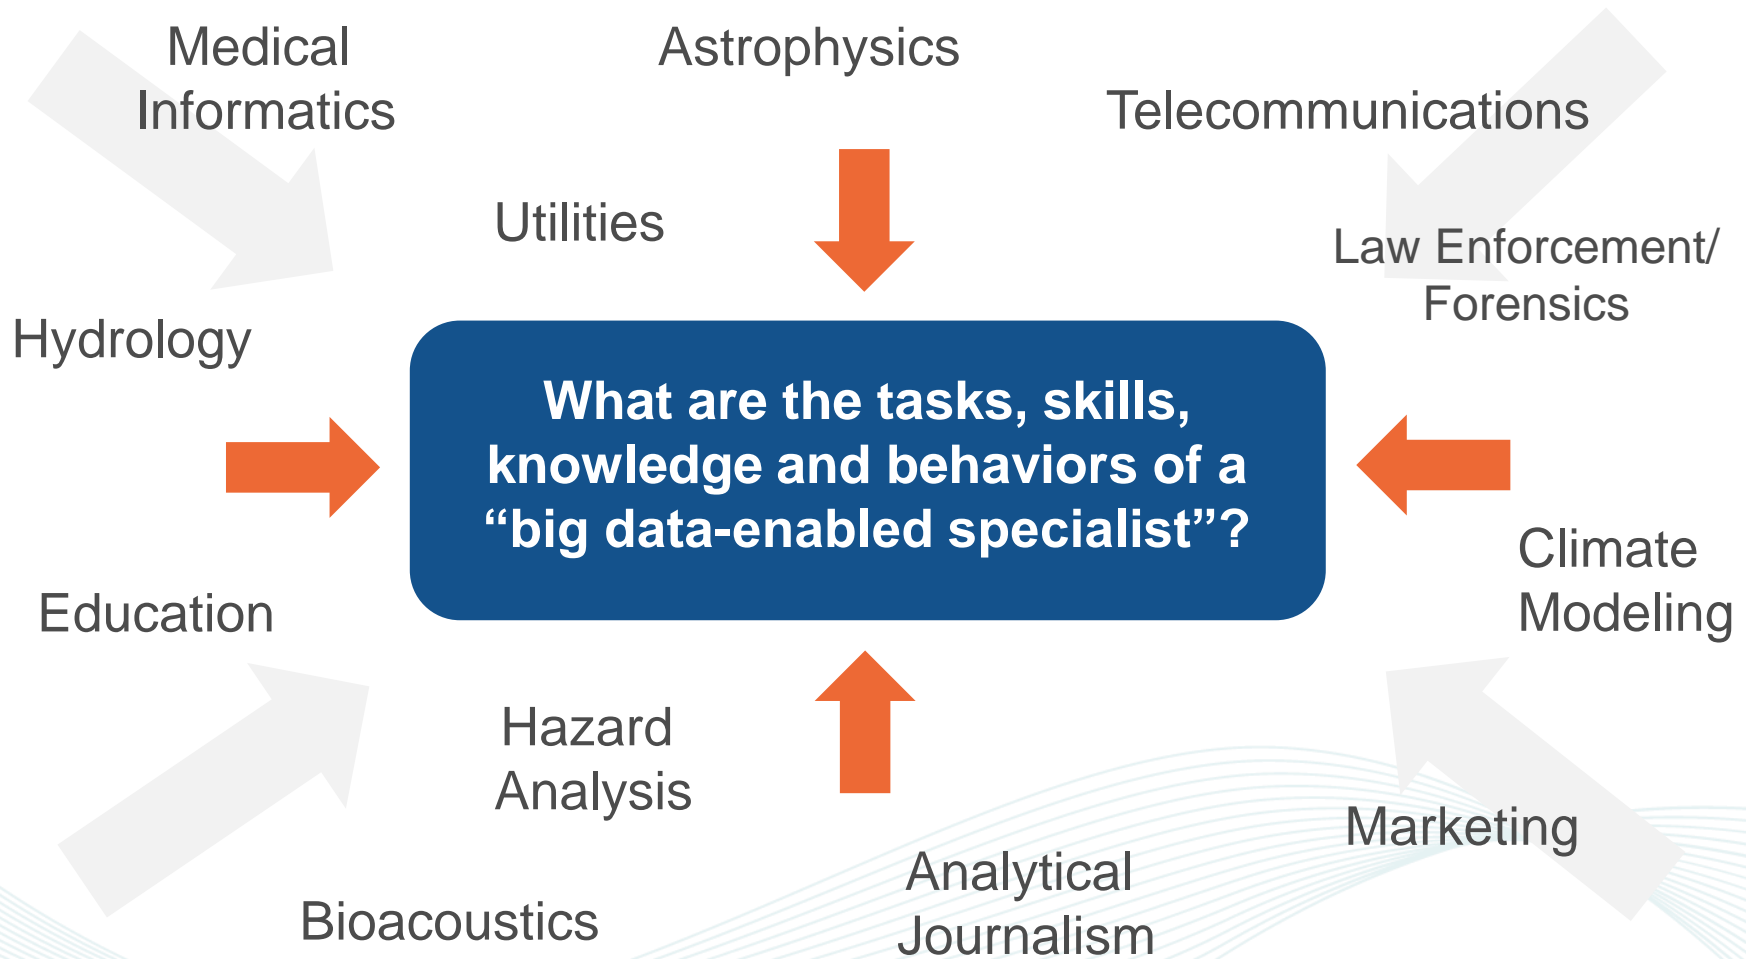 Medical
Informatics
Astrophysics
Telecommunications
Utilities
Law Enforcement/
Forensics
Hydrology
What are the tasks, skills,
knowledge and behaviors of a
“big data-enabled specialist”?
Climate
Modeling
Education
Hazard
Analysis
Marketing
Analytical
Journalism
Bioacoustics